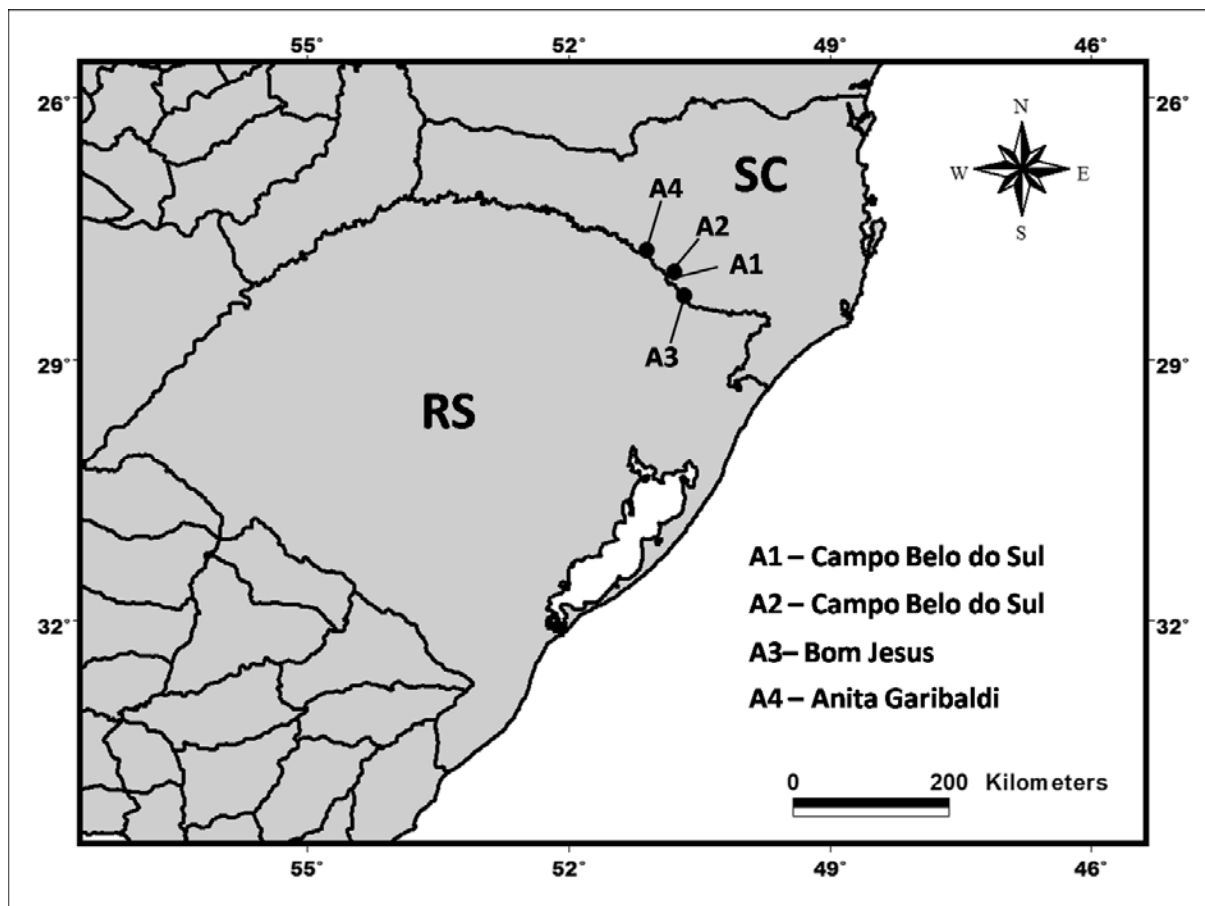 55° 52° 49° 46°
26° 26°
N
W E
S
SC
A4
A2
A1
A3
29° 29°
RS
A1 – Campo Belo do Sul
A2 – Campo Belo do Sul
32° 32°
A3– Bom Jesus
A4 – Anita Garibaldi
0 200 Kilometers
55° 52° 49° 46°